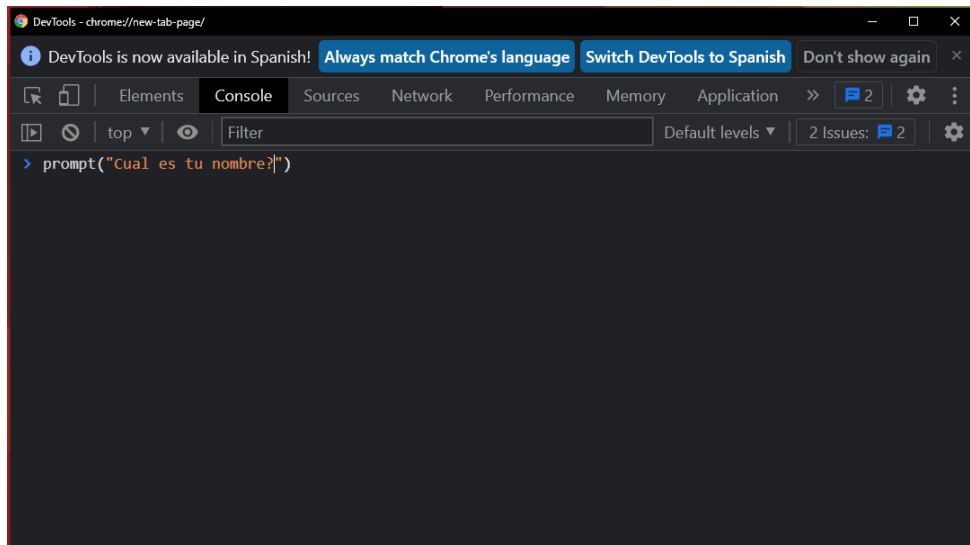 DevTools - chrome://new-tab-page/
DevTools is now available in Spanish! Always match Chrome's language Switch DevTools to Spanish Don't show again
Elements Console Sources Network Performance Memory Application 2
top Filter Default levels 2 Issues: 2
prompt("Cual es tu nombre?")